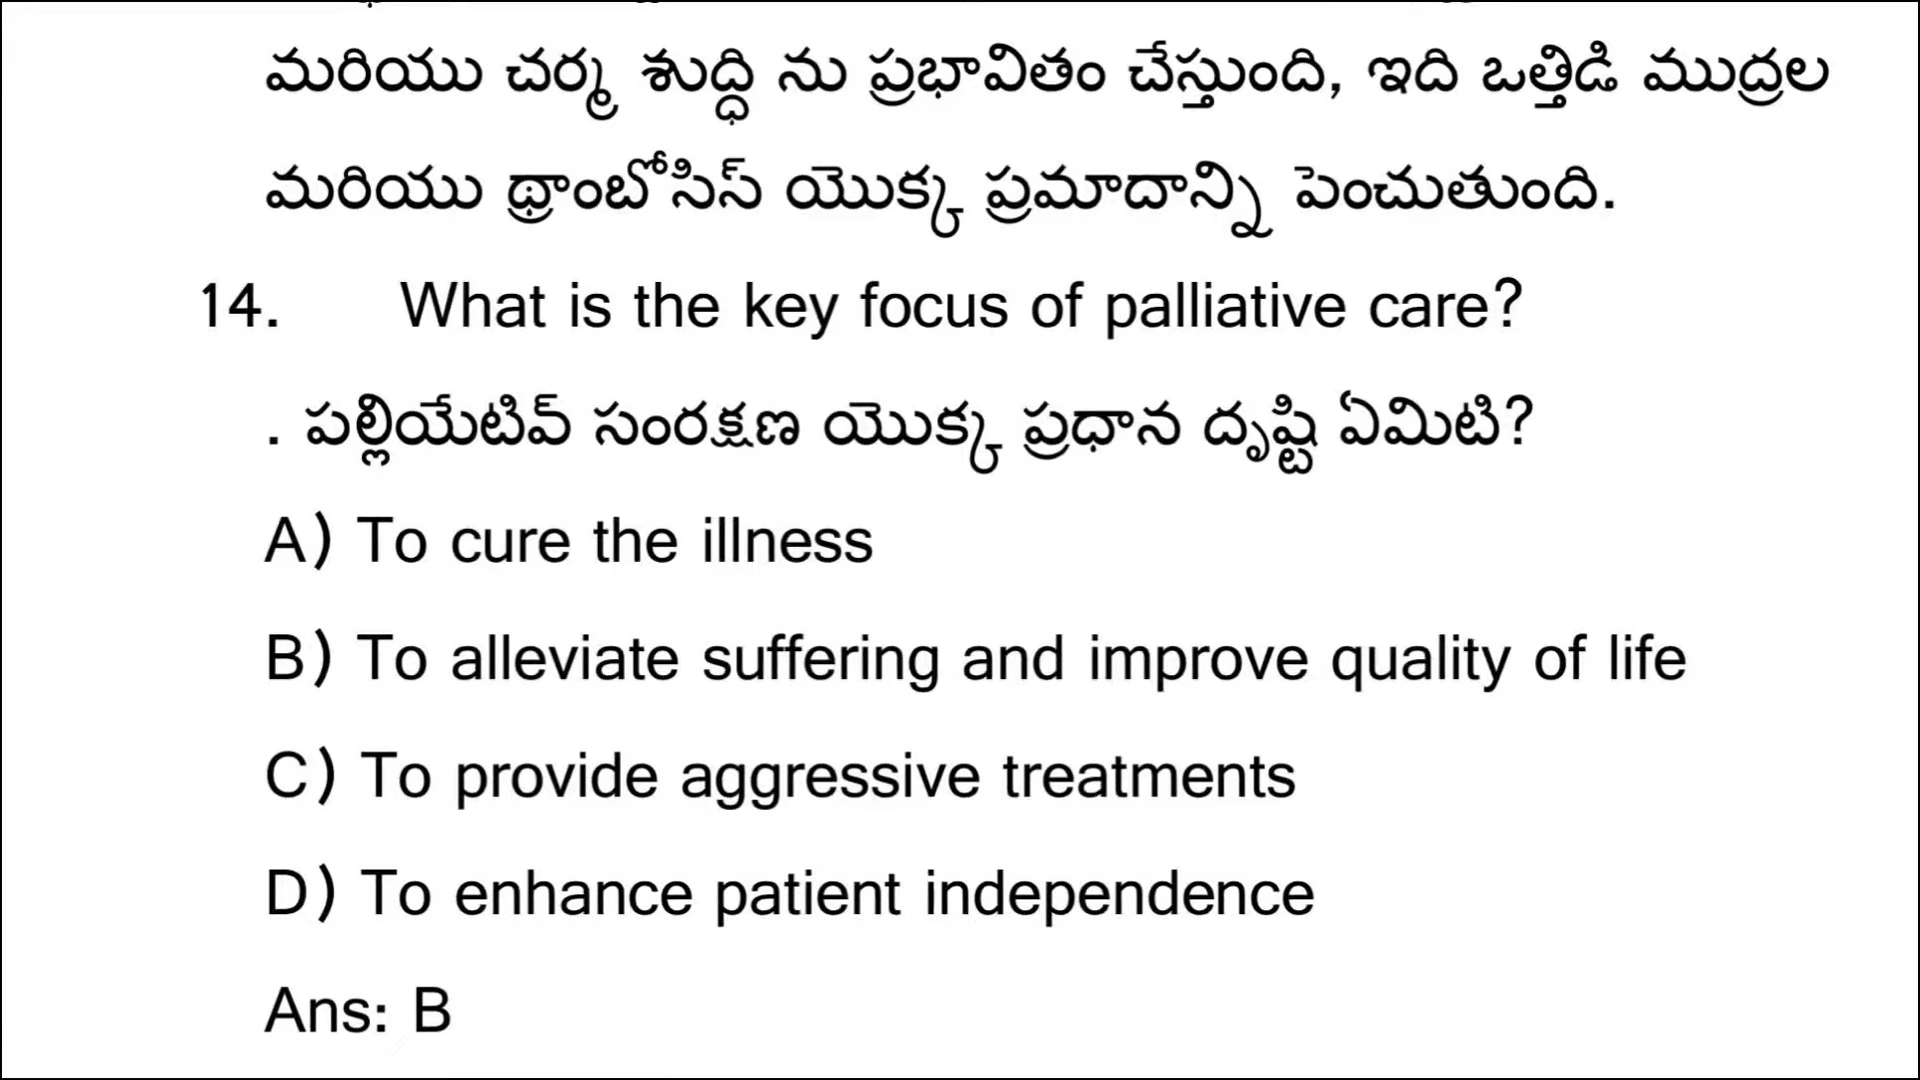 మరియు చర్మ శుద్ధి ను ప్రభావితం చేస్తుంది, ఇది ఒత్తిడి ముద్రల
మరియు థ్రాంబోసిస్ యొక్క ప్రమాదాన్ని పెంచుతుంది.
14. What is the key focus of palliative care?
. పల్లియేటివ్ సంరక్షణ యొక్క ప్రధాన దృష్టి ఏమిటి?
A) To cure the illness
B) To alleviate suffering and improve quality of life
C) To provide aggressive treatments
D) To enhance patient independence
Ans: B